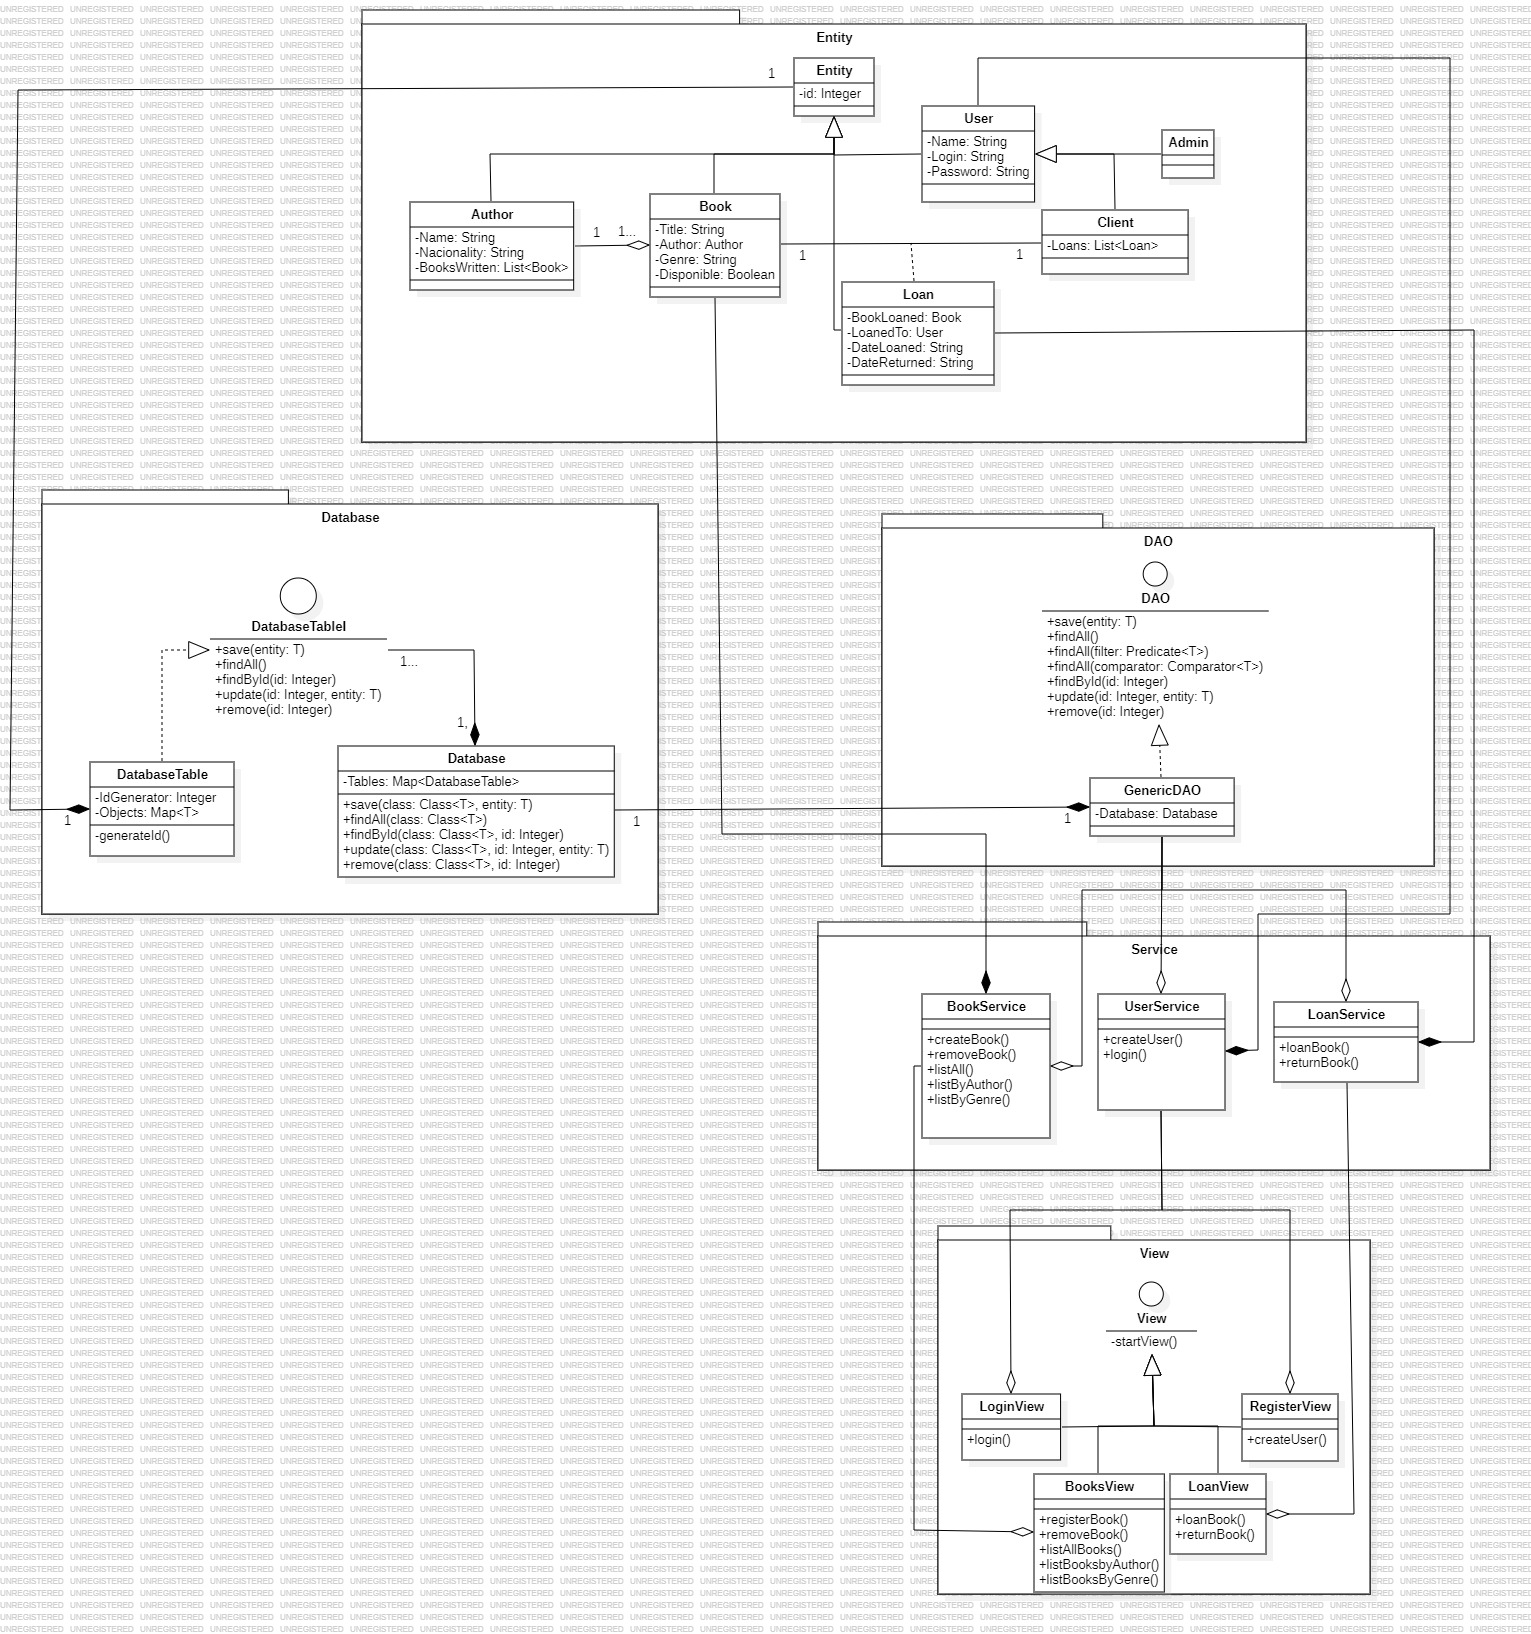 Entity
Entity
-id: Integer
1
User
-Name: String
-Login: String
-Password: String
Admin
Author
-Name: String
-Nacionality: String
-BooksWritten: List<Book>
1
1...
Book
-Title: String
-Author: Author
-Genre: String
-Disponible: Boolean
1
1
Client
-Loans: List<Loan>
Loan
-BookLoaned: Book
-LoanedTo: User
-DateLoaned: String
-DateReturned: String
Database
DatabaseTableI
+save(entity: T)
+findAll()
+findById(id: Integer)
+update(id: Integer, entity: T)
+remove(id: Integer)
1...
1,
DatabaseTable
-IdGenerator: Integer
-Objects: Map<T>
-generateId()
1
Database
-Tables: Map<DatabaseTable>
+save(class: Class<T>, entity: T)
+findAll(class: Class<T>)
+findById(class: Class<T>, id: Integer)
+update(class: Class<T>, id: Integer, entity: T)
+remove(class: Class<T>, id: Integer)
1
1
DAO
DAO
+save(entity: T)
+findAll()
+findAll(filter: Predicate<T>)
+findAll(comparator: Comparator<T>)
+findById(id: Integer)
+update(id: Integer, entity: T)
+remove(id: Integer)
GenericDAO
-Database: Database
Service
BookService
+createBook()
+removeBook()
+listAll()
+listByAuthor()
+listByGenre()
UserService
+createUser()
+login()
LoanService
+loanBook()
+returnBook()
View
View
-startView()
LoginView
+login()
RegisterView
+createUser()
BooksView
+registerBook()
+removeBook()
+listAllBooks()
+listBooksbyAuthor()
+listBooksByGenre()
LoanView
+loanBook()
+returnBook()
UNREGISTERED